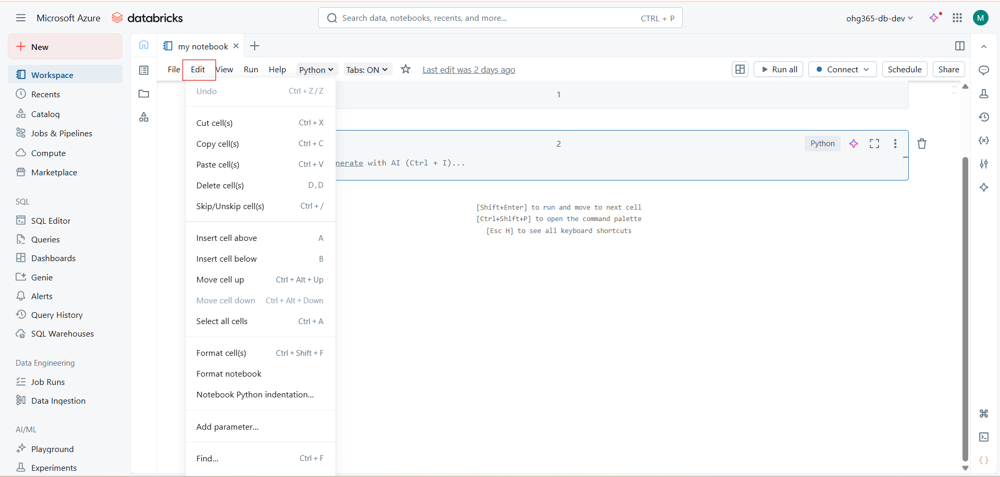 Microsoft Azure databricks
Search data, notebooks, recents, and more... CTRL + P
ohg365-db-dev
M
New
Workspace
Recents
Catalog
Jobs & Pipelines
Compute
Marketplace
SQL
SQL Editor
Queries
Dashboards
Genie
Alerts
Query History
SQL Warehouses
Data Engineering
Job Runs
Data Ingestion
AI/ML
Playground
Experiments
my notebook
File Edit View Run Help Python Tabs: ON Last edit was 2 days ago
Run all Connect Schedule Share
Undo Ctrl + Z / Z
Cut cell(s) Ctrl + X
Copy cell(s) Ctrl + C
Paste cell(s) Ctrl + V
Delete cell(s) D , D
Skip/Unskip cell(s) Ctrl + /
Insert cell above A
Insert cell below B
Move cell up Ctrl + Alt + Up
Move cell down Ctrl + Alt + Down
Select all cells Ctrl + A
Format cell(s) Ctrl + Shift + F
Format notebook
Notebook Python indentation...
Add parameter...
Find... Ctrl + F
1
2
Python
nerate with AI (Ctrl + I)...
[Shift+Enter] to run and move to next cell
[Ctrl+Shift+P] to open the command palette
[Esc H] to see all keyboard shortcuts